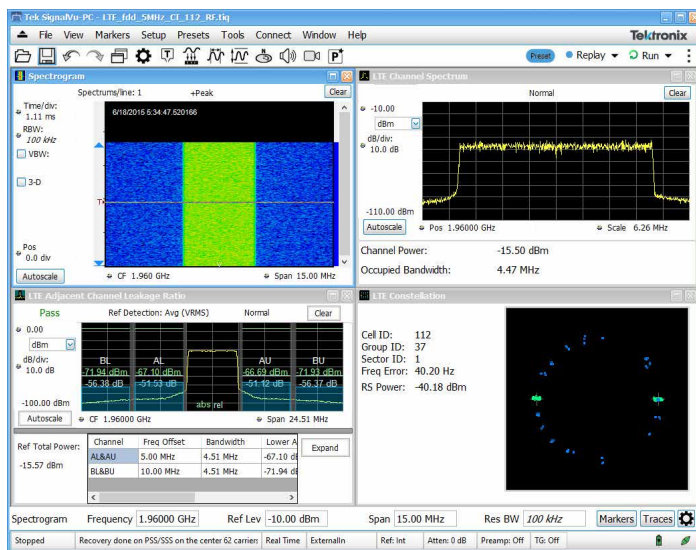 Tek SignalVu-PC - LTE_fdd_5MHz_CI_112_RF.tiq
File View Markers Setup Presets Tools Connect Window Help
Tektronix
Preset Replay Run
Spectrogram
Spectrums/line: 1 +Peak Clear
Time/div:
1.11 ms
RBW:
100 kHz
VBW:
3-D
Pos
0.0 div
Autoscale
6/18/2015 5:34:47.520166
T
CF 1.960 GHz Span 15.00 MHz
LTE Channel Spectrum
Normal Clear
-10.00
dBm
dB/div:
10.0 dB
-110.00 dBm
Autoscale Pos 1.96000 GHz Scale 6.26 MHz
Channel Power: -15.50 dBm
Occupied Bandwidth: 4.47 MHz
LTE Adjacent Channel Leakage Ratio
Pass Ref Detection: Avg (VRMS) Normal Clear
0.00
dBm
dB/div:
10.0 dB
-100.00 dBm
BL AL AU BU
-71.94 dBm -67.10 dBm -66.69 dBm -71.93 dBm
-56.38 dB -51.53 dB -51.12 dB -56.37 dB
abs rel
Autoscale CF 1.96000 GHz Span 24.51 MHz
Ref Total Power:
-15.57 dBm
Channel Freq Offset Bandwidth Lower A
AL&AU 5.00 MHz 4.51 MHz -67.10 dB
BL&BU 10.00 MHz 4.51 MHz -71.94 dB
Expand
LTE Constellation
Cell ID: 112
Group ID: 37
Sector ID: 1
Freq Error: 40.20 Hz
RS Power: -40.18 dBm
Spectrogram Frequency 1.96000 GHz Ref Lev -10.00 dBm Span 15.00 MHz Res BW 100 kHz Markers Traces
Stopped Recovery done on PSS/SSS on the center 62 carriers Real Time ExternalIn Ref: Int Atten: 0 dB Preamp: Off TG: Off